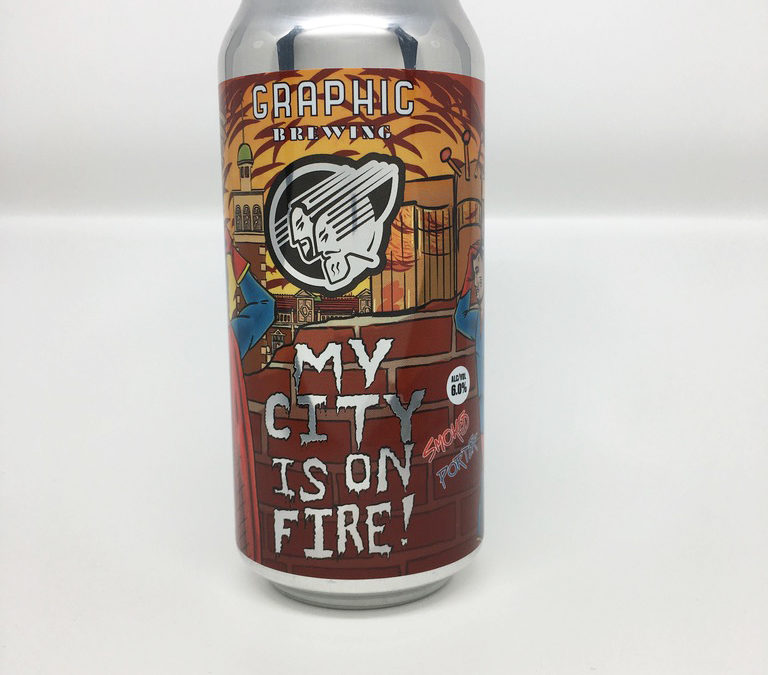 GRAPHIC
BREWING
MY
CITY
IS ON
FIRE!
ALC/VOL
6.0%
SMOKED
PORTER